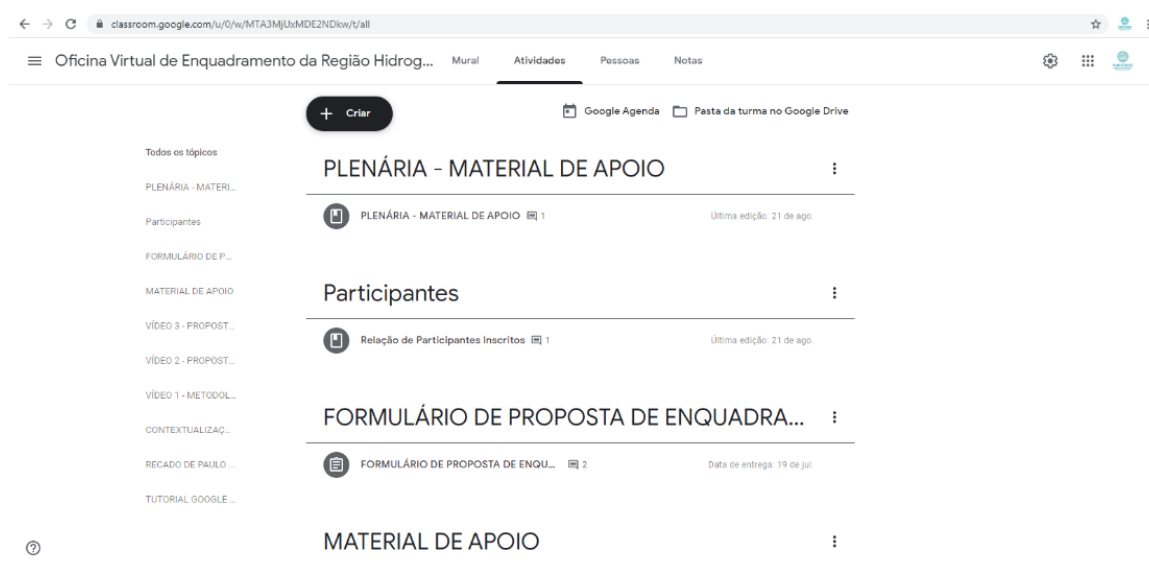 classroom.google.com/u/0/w/MTA3MjUxMDE2NDkw/t/all
Oficina Virtual de Enquadramento da Região Hidrog... Mural Atividades Pessoas Notas
+ Criar Google Agenda Pasta da turma no Google Drive
Todos os tópicos
PLENÁRIA - MATERI...
Participantes
FORMULÁRIO DE P...
MATERIAL DE APOIO
VÍDEO 3 - PROPOST...
VÍDEO 2 - PROPOST...
VÍDEO 1 - METODOL...
CONTEXTUALIZAÇ...
RECADO DE PAULO ...
TUTORIAL GOOGLE ...
PLENÁRIA - MATERIAL DE APOIO
PLENÁRIA - MATERIAL DE APOIO 1 Última edição: 21 de ago.
Participantes
Relação de Participantes Inscritos 1 Última edição: 21 de ago.
FORMULÁRIO DE PROPOSTA DE ENQUADRA...
FORMULÁRIO DE PROPOSTA DE ENQU... 2 Data de entrega: 19 de jul.
MATERIAL DE APOIO